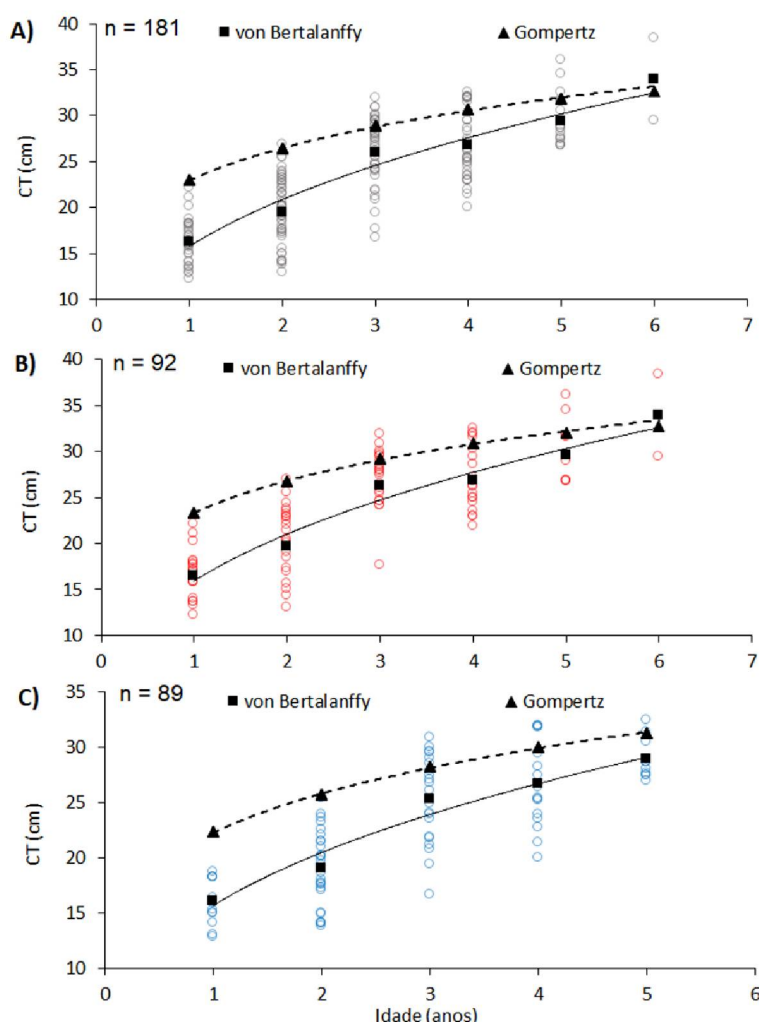 A) n = 181 ■ von Bertalanffy ▲ Gompertz
40
35
30
25
20
15
10
CT (cm)
0 1 2 3 4 5 6 7
B) n = 92 ■ von Bertalanffy ▲ Gompertz
40
35
30
25
20
15
10
CT (cm)
0 1 2 3 4 5 6 7
C) n = 89 ■ von Bertalanffy ▲ Gompertz
35
30
25
20
15
10
CT (cm)
0 1 2 3 4 5 6
Idade (anos)